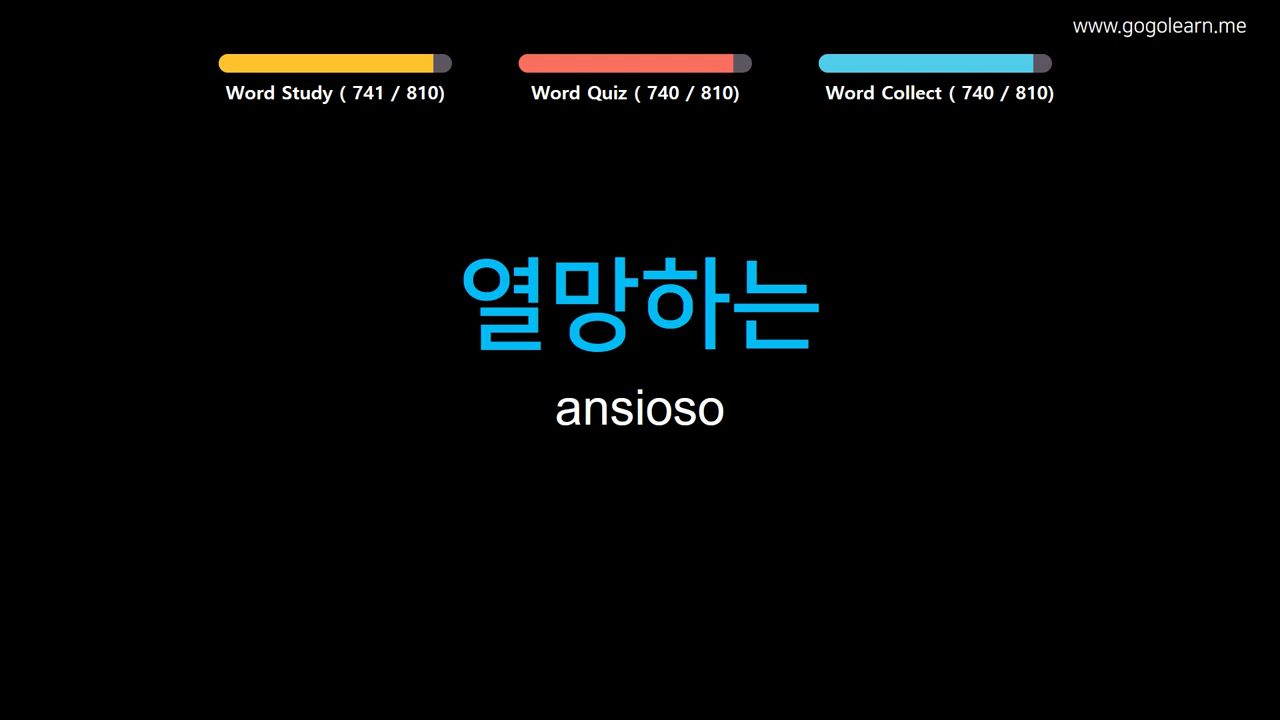 www.gogolearn.me
Word Study ( 741 / 810)
Word Quiz ( 740 / 810)
Word Collect ( 740 / 810)
열망하는
ansioso